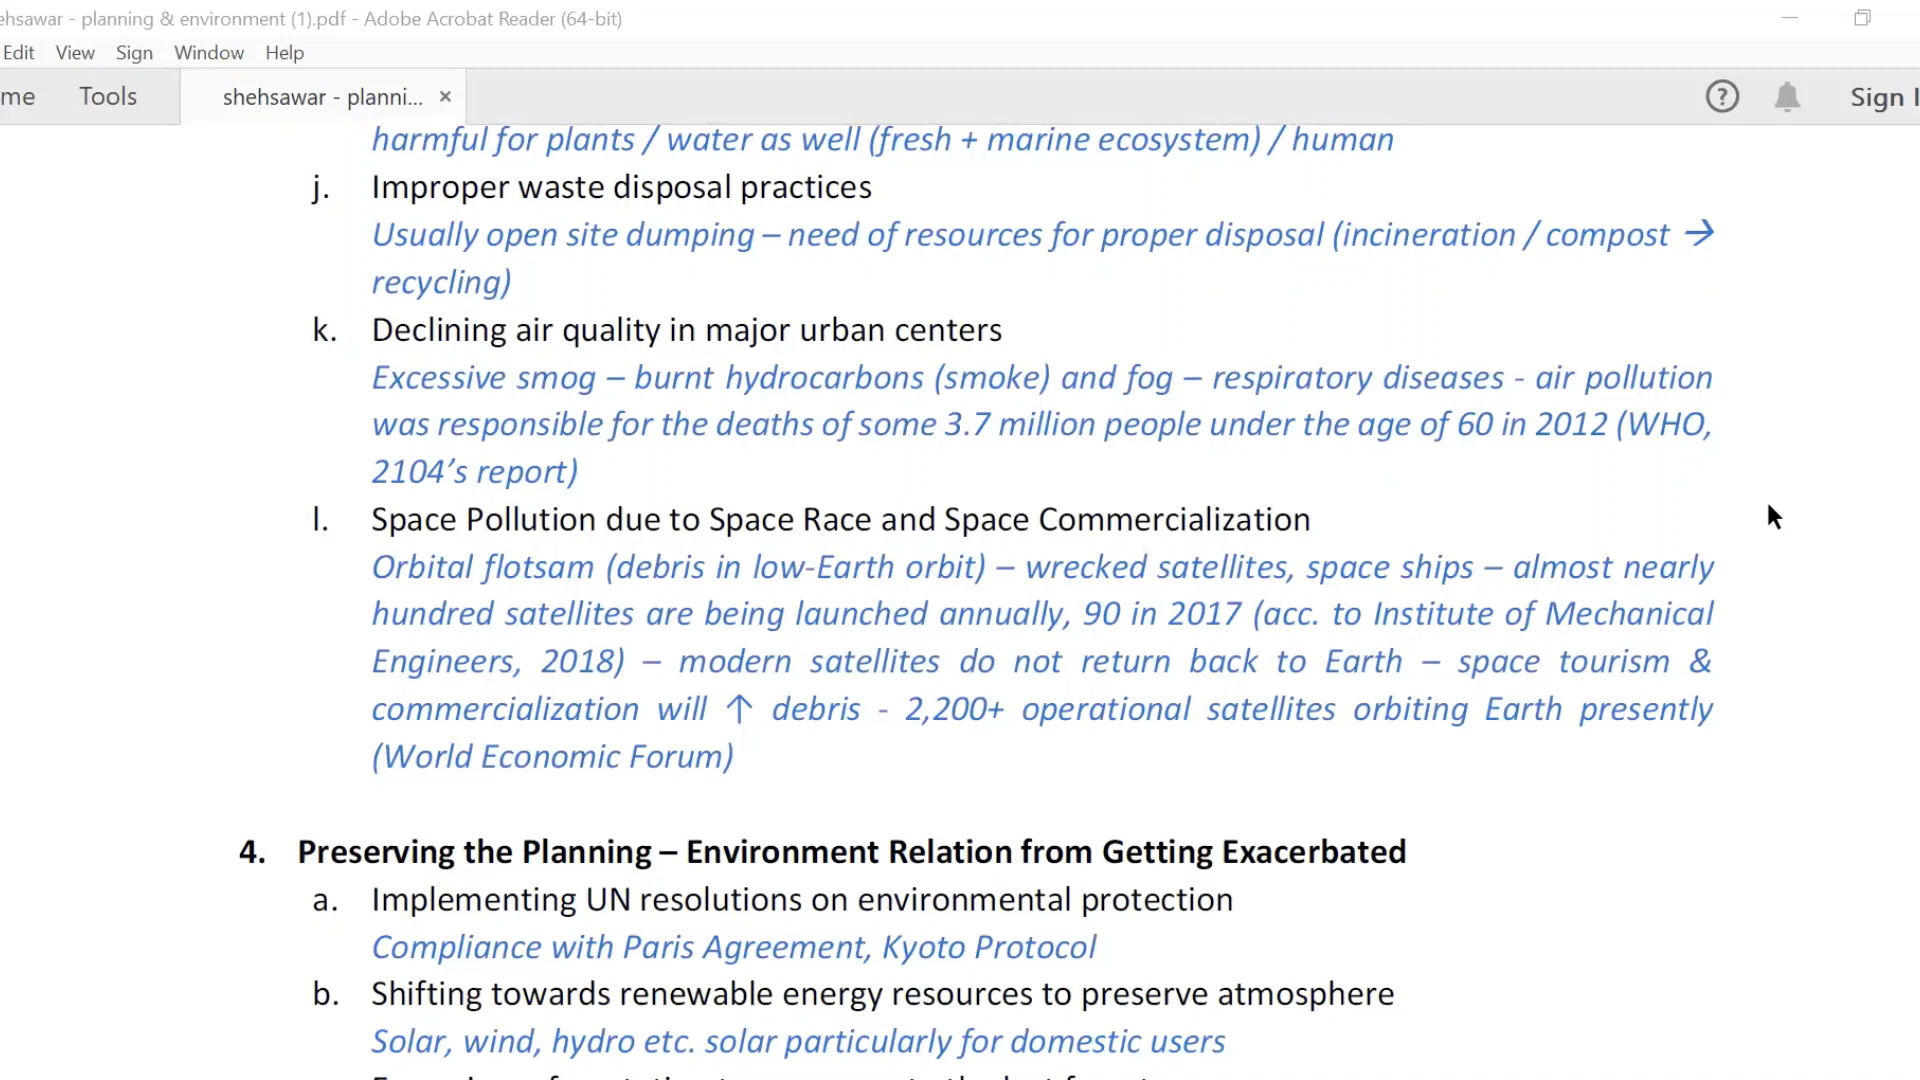 ehsawar - planning & environment (1).pdf - Adobe Acrobat Reader (64-bit)
Edit View Sign Window Help
me Tools shehsawar - planni... × ? Sign I
harmful for plants / water as well (fresh + marine ecosystem) / human
j. Improper waste disposal practices
Usually open site dumping – need of resources for proper disposal (incineration / compost →
recycling)
k. Declining air quality in major urban centers
Excessive smog – burnt hydrocarbons (smoke) and fog – respiratory diseases - air pollution
was responsible for the deaths of some 3.7 million people under the age of 60 in 2012 (WHO,
2104’s report)
l. Space Pollution due to Space Race and Space Commercialization
Orbital flotsam (debris in low-Earth orbit) – wrecked satellites, space ships – almost nearly
hundred satellites are being launched annually, 90 in 2017 (acc. to Institute of Mechanical
Engineers, 2018) – modern satellites do not return back to Earth – space tourism &
commercialization will ↑ debris - 2,200+ operational satellites orbiting Earth presently
(World Economic Forum)
4. Preserving the Planning – Environment Relation from Getting Exacerbated
a. Implementing UN resolutions on environmental protection
Compliance with Paris Agreement, Kyoto Protocol
b. Shifting towards renewable energy resources to preserve atmosphere
Solar, wind, hydro etc. solar particularly for domestic users